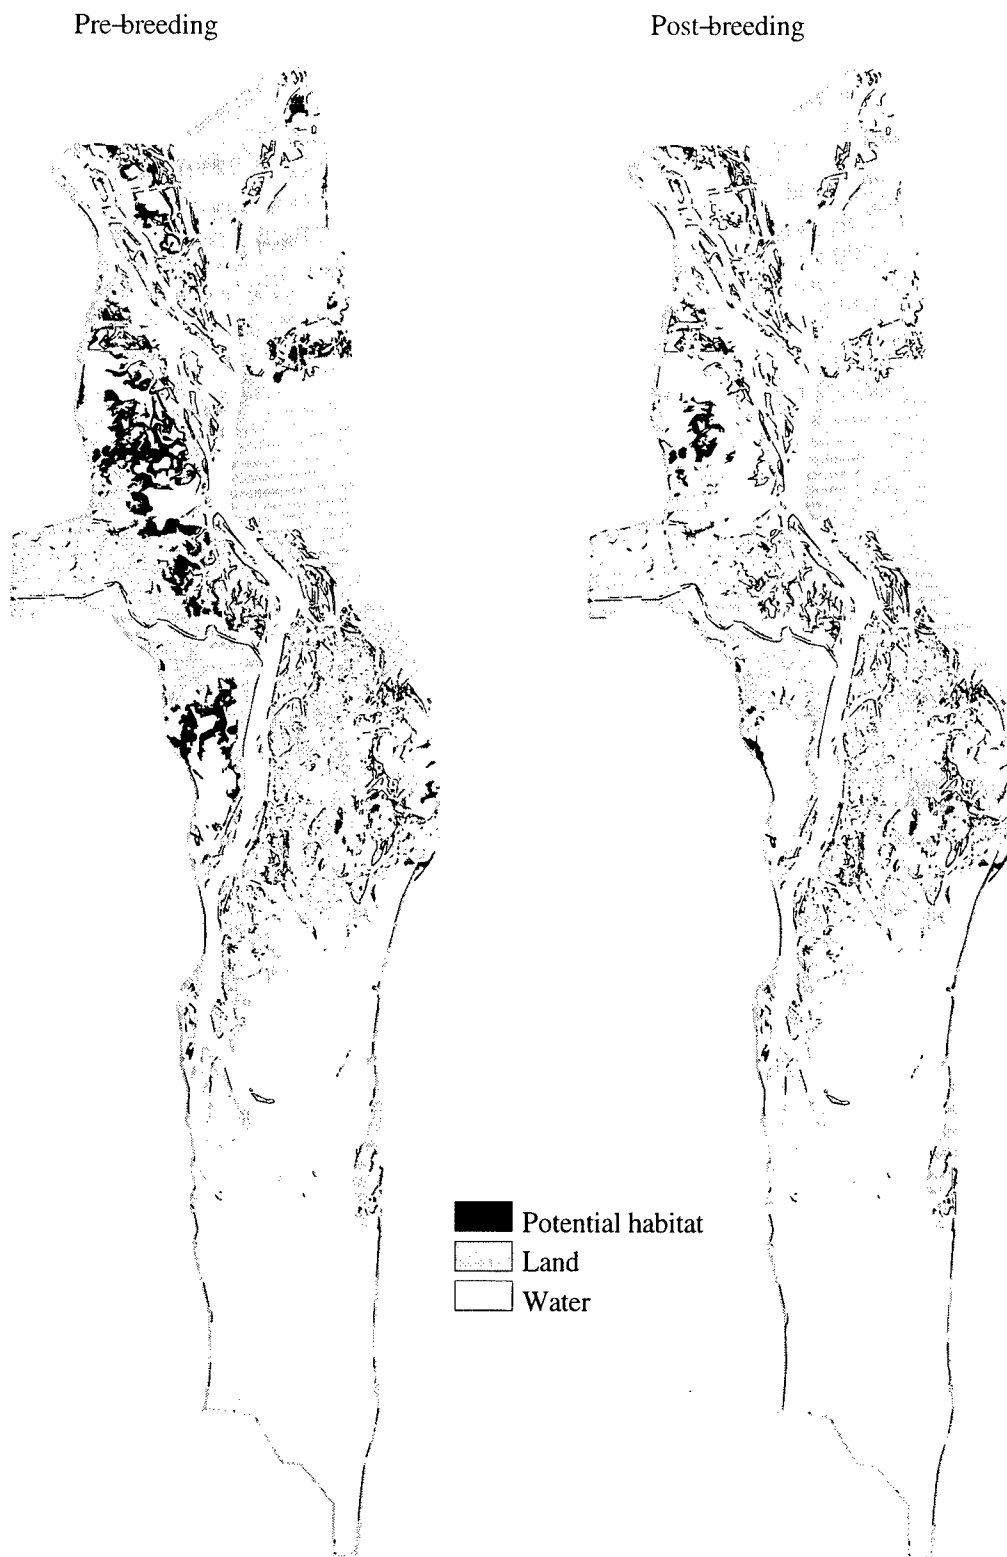 Pre-breeding
Post-breeding
Potential habitat
Land
Water